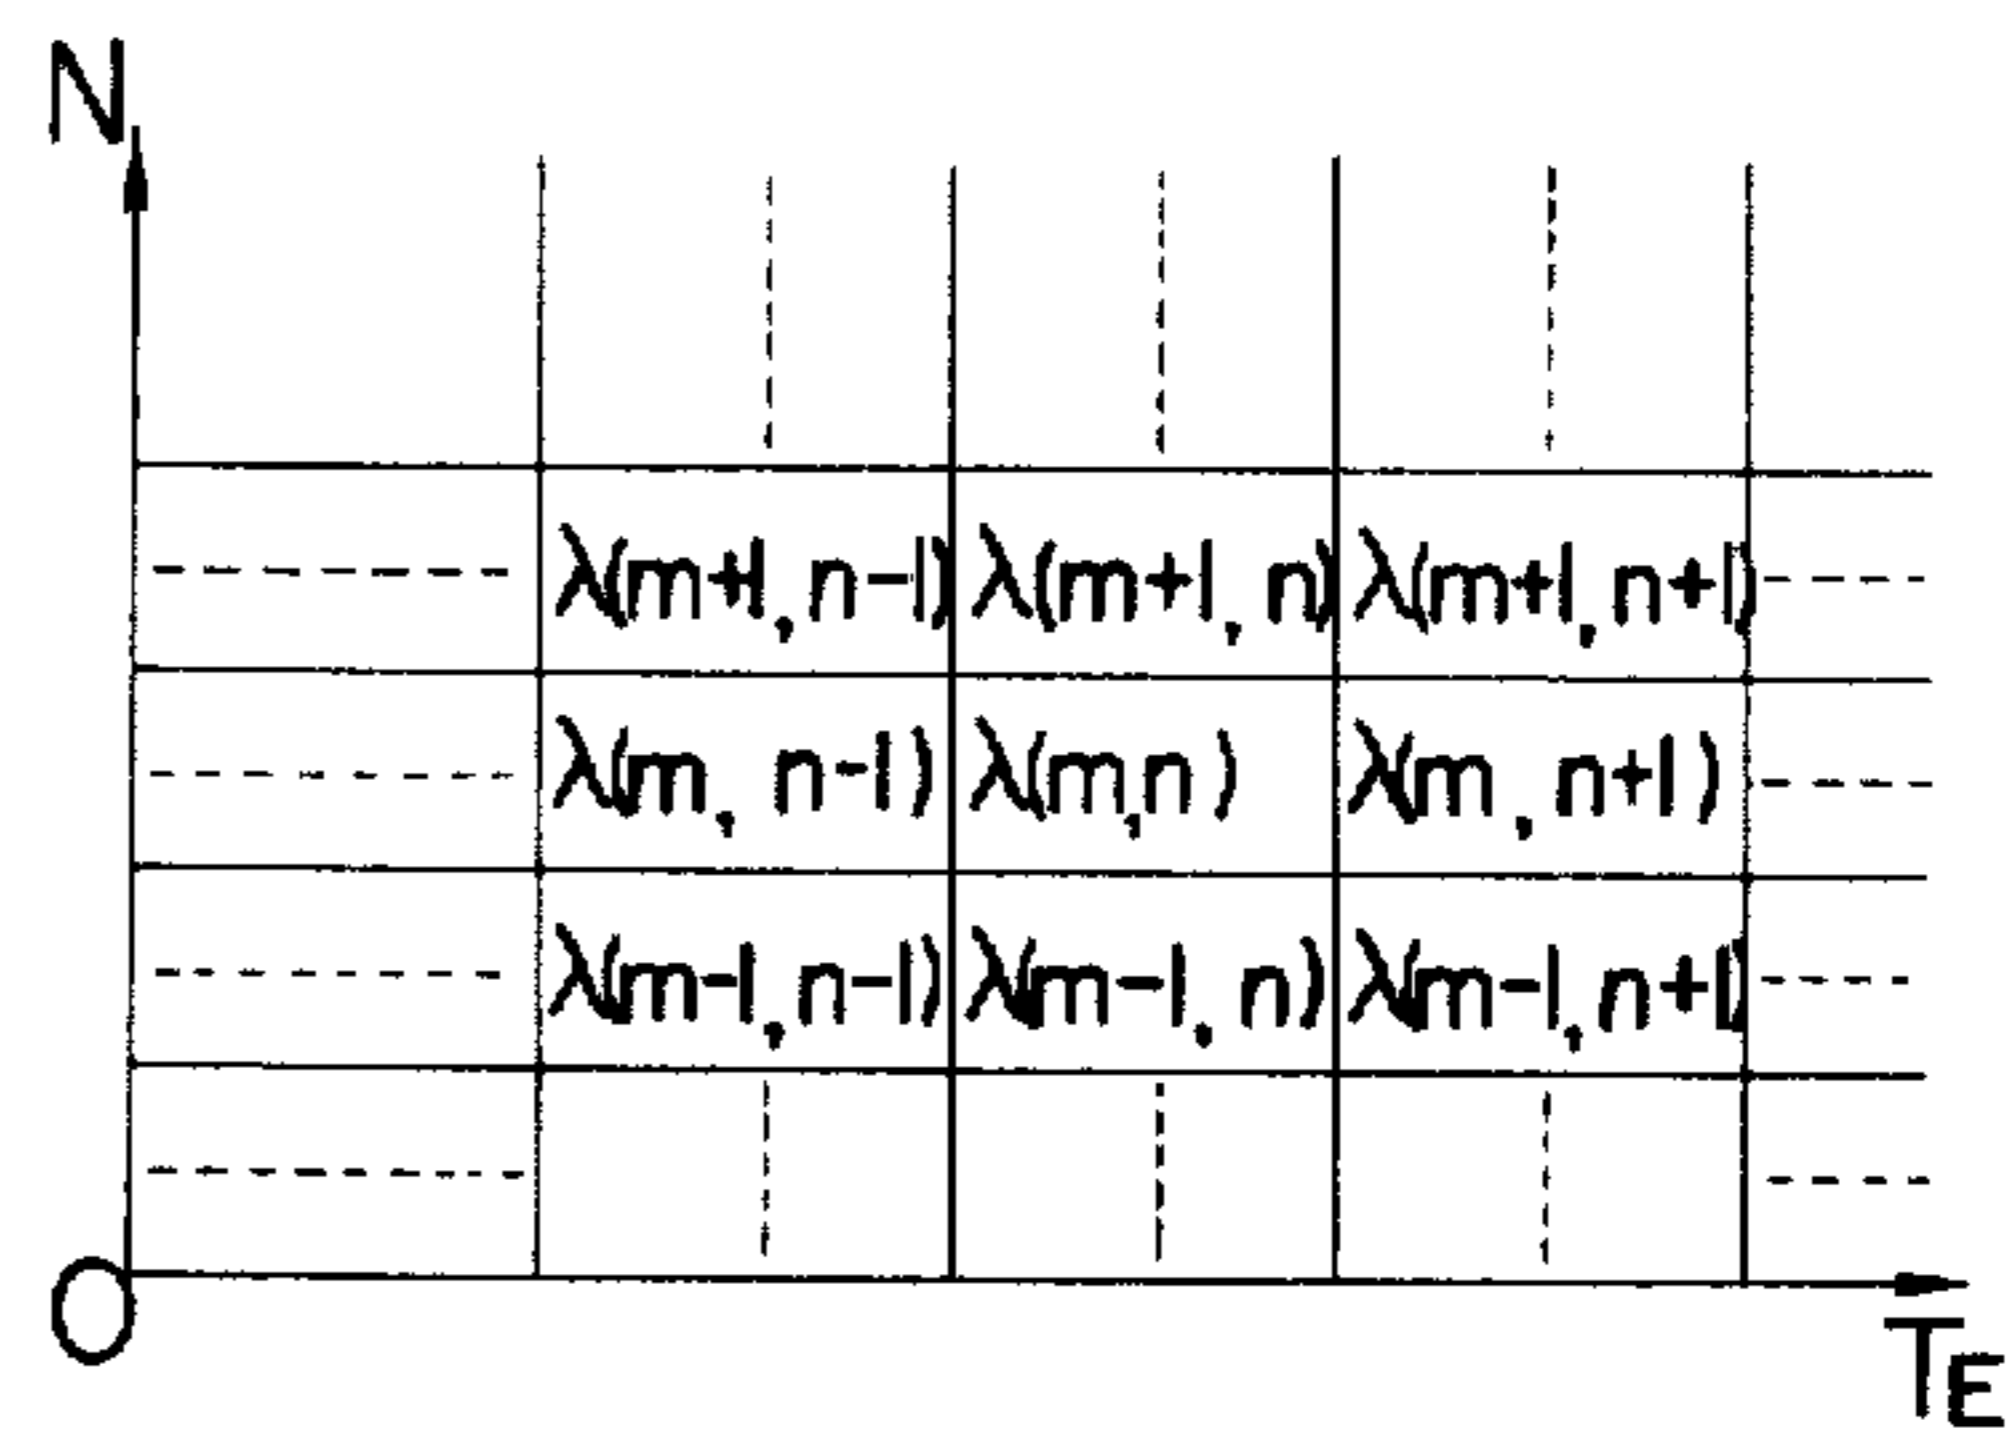 N
λ(m+1, n-1) λ(m+1, n) λ(m+1, n+1)
λ(m, n-1) λ(m,n) λ(m, n+1)
λ(m-1, n-1) λ(m-1, n) λ(m-1, n+1)
O
TE